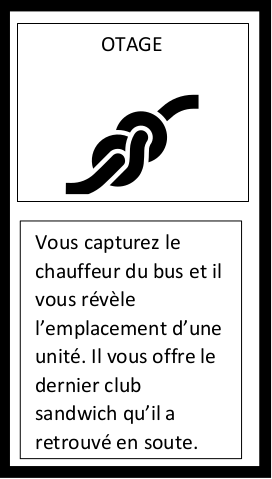 OTAGE
Vous capturez le
chauffeur du bus et il
vous révèle
l’emplacement d’une
unité. Il vous offre le
dernier club
sandwich qu’il a
retrouvé en soute.